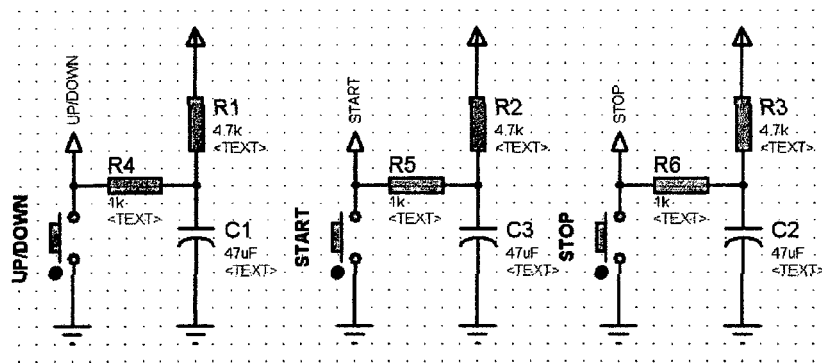 UP/DOWN
R1
4.7k
<TEXT>
R4
1k
<TEXT>
UP/DOWN
C1
47uF
<TEXT>
START
R2
4.7k
<TEXT>
R5
1k
<TEXT>
START
C3
47uF
<TEXT>
STOP
R3
4.7k
<TEXT>
R6
1k
<TEXT>
STOP
C2
47uF
<TEXT>